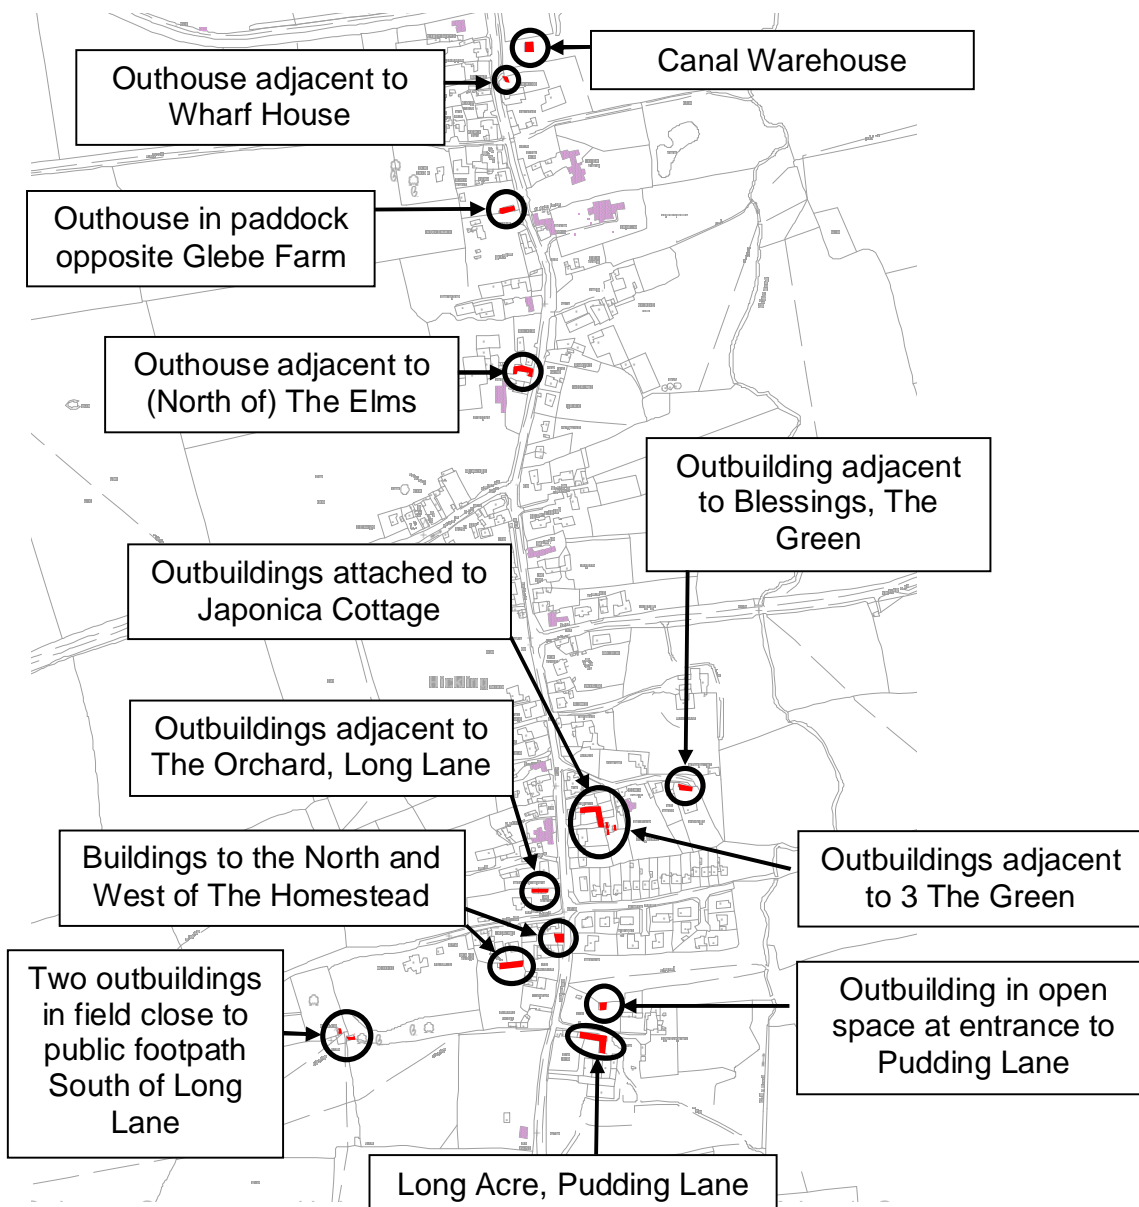 Canal Warehouse
Outhouse adjacent to
Wharf House
Outhouse in paddock
opposite Glebe Farm
Outhouse adjacent to
(North of) The Elms
Outbuilding adjacent
to Blessings, The
Green
Outbuildings attached to
Japonica Cottage
Outbuildings adjacent to
The Orchard, Long Lane
Buildings to the North and
West of The Homestead
Outbuildings adjacent
to 3 The Green
Two outbuildings
in field close to
public footpath
South of Long
Lane
Outbuilding in open
space at entrance to
Pudding Lane
Long Acre, Pudding Lane